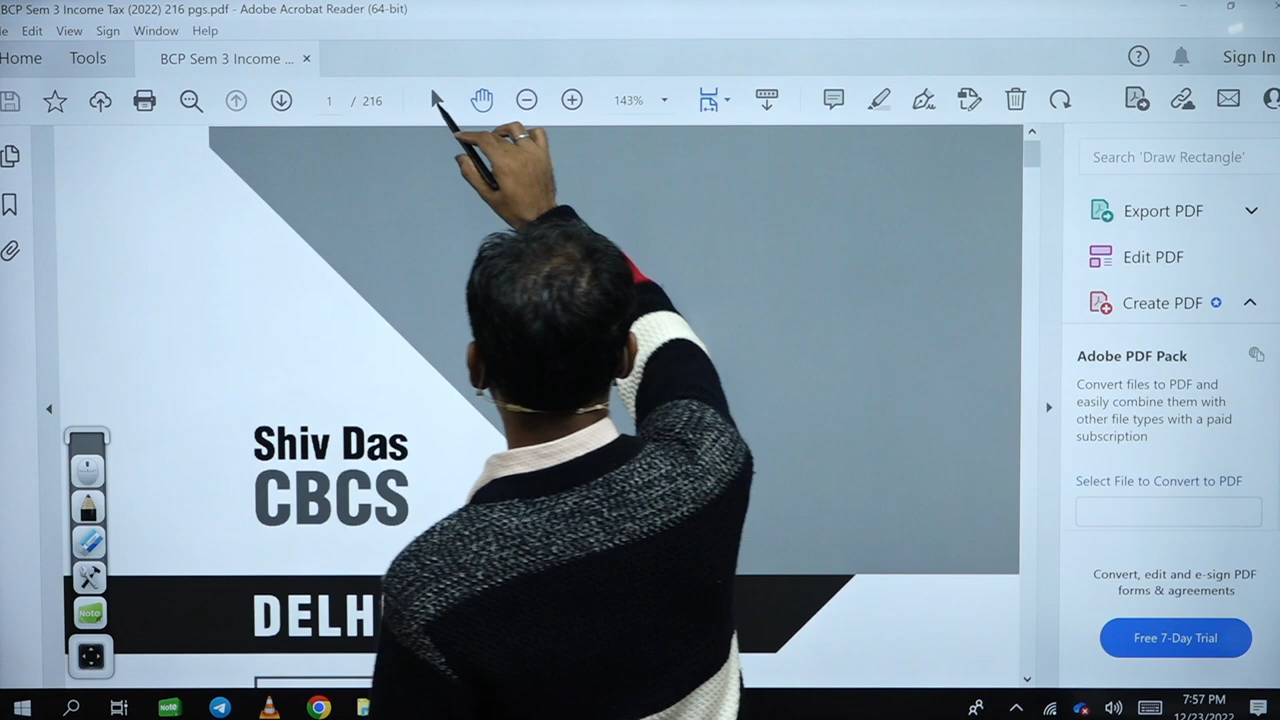 BCP Sem 3 Income Tax (2022) 216 pgs.pdf - Adobe Acrobat Reader (64-bit)
Edit View Sign Window Help
Home Tools BCP Sem 3 Income ... ×
Sign In
1 / 216
143%
Search 'Draw Rectangle'
Export PDF
Edit PDF
Create PDF
Adobe PDF Pack
Convert files to PDF and
easily combine them with
other file types with a paid
subscription
Select File to Convert to PDF
Convert, edit and e-sign PDF
forms & agreements
Free 7-Day Trial
Shiv Das
CBCS
DELH
Note
Note
7:57 PM
12/23/2022